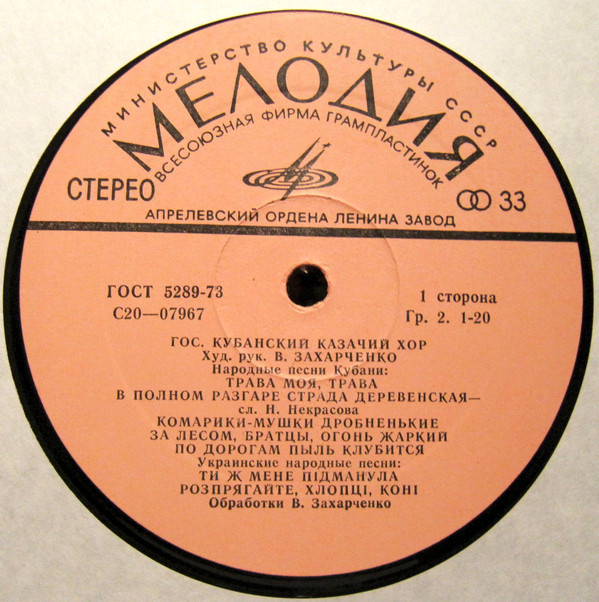 МИНИСТЕРСТВО КУЛЬТУРЫ СССР
МЕЛОДИЯ
ВСЕСОЮЗНАЯ ФИРМА ГРАМПЛАСТИНОК
СТЕРЕО
33
АПРЕЛЕВСКИЙ ОРДЕНА ЛЕНИНА ЗАВОД
ГОСТ 5289-73
С20—07967
1 сторона
Гр. 2. 1-20
ГОС. КУБАНСКИЙ КАЗАЧИЙ ХОР
Худ. рук. В. ЗАХАРЧЕНКО
Народные песни Кубани:
ТРАВА МОЯ, ТРАВА
В ПОЛНОМ РАЗГАРЕ СТРАДА ДЕРЕВЕНСКАЯ—
сл. Н. Некрасова
КОМАРИКИ-МУШКИ ДРОБНЕНЬКИЕ
ЗА ЛЕСОМ, БРАТЦЫ, ОГОНЬ ЖАРКИЙ
ПО ДОРОГАМ ПЫЛЬ КЛУБИТСЯ
Украинские народные песни:
ТИ Ж МЕНЕ ПІДМАНУЛА
РОЗПРЯГАЙТЕ, ХЛОПЦІ, КОНІ
Обработки В. Захарченко